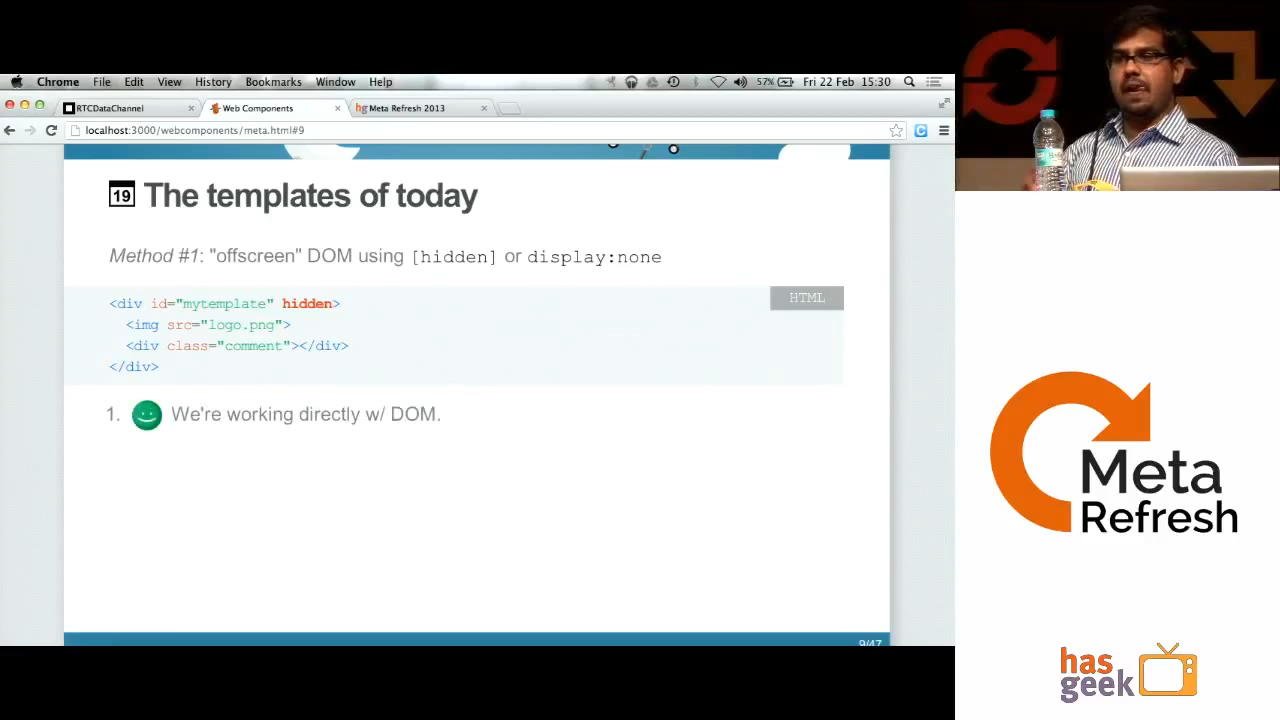 Chrome File Edit View History Bookmarks Window Help 57% Fri 22 Feb 15:30
RTCDataChannel × Web Components × hg Meta Refresh 2013 ×
localhost:3000/webcomponents/meta.html#9
19 The templates of today
Method #1: "offscreen" DOM using [hidden] or display:none
HTML
<div id="mytemplate" hidden>
<img src="logo.png">
<div class="comment"></div>
</div>
1. We're working directly w/ DOM.
9/47
Meta
Refresh
has
geek